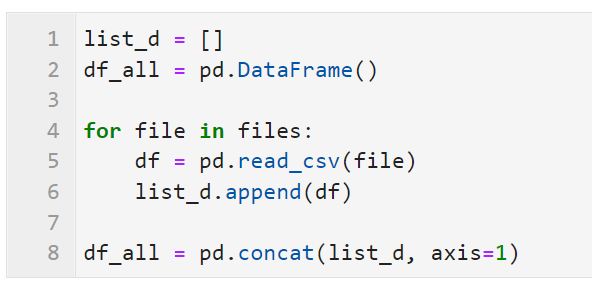 1 list_d = []
2 df_all = pd.DataFrame()
3
4 for file in files:
5     df = pd.read_csv(file)
6     list_d.append(df)
7
8 df_all = pd.concat(list_d, axis=1)